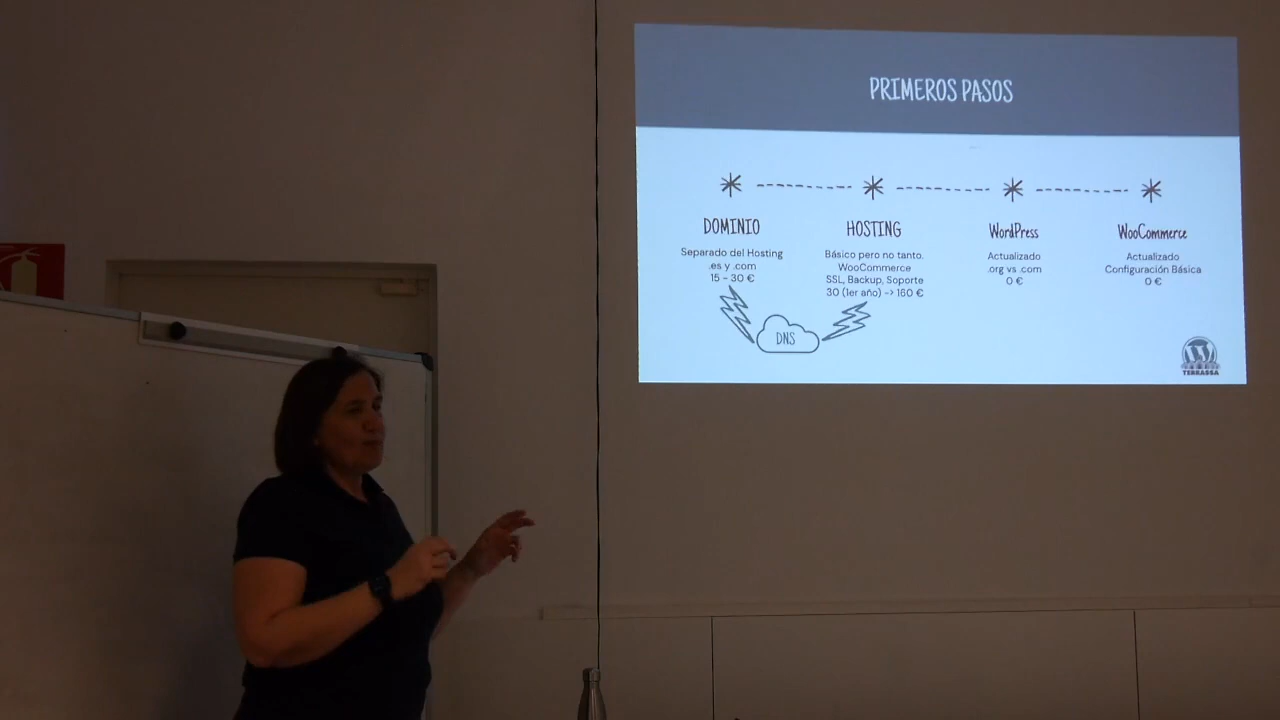 PRIMEROS PASOS
DOMINIO
Separado del Hosting
.es y .com
15 - 30 €
HOSTING
Básico pero no tanto.
WooCommerce
SSL, Backup, Soporte
30 (1er año) -> 160 €
WordPress
Actualizado
.org vs .com
0 €
WooCommerce
Actualizado
Configuración Básica
0 €
DNS
TERRASSA